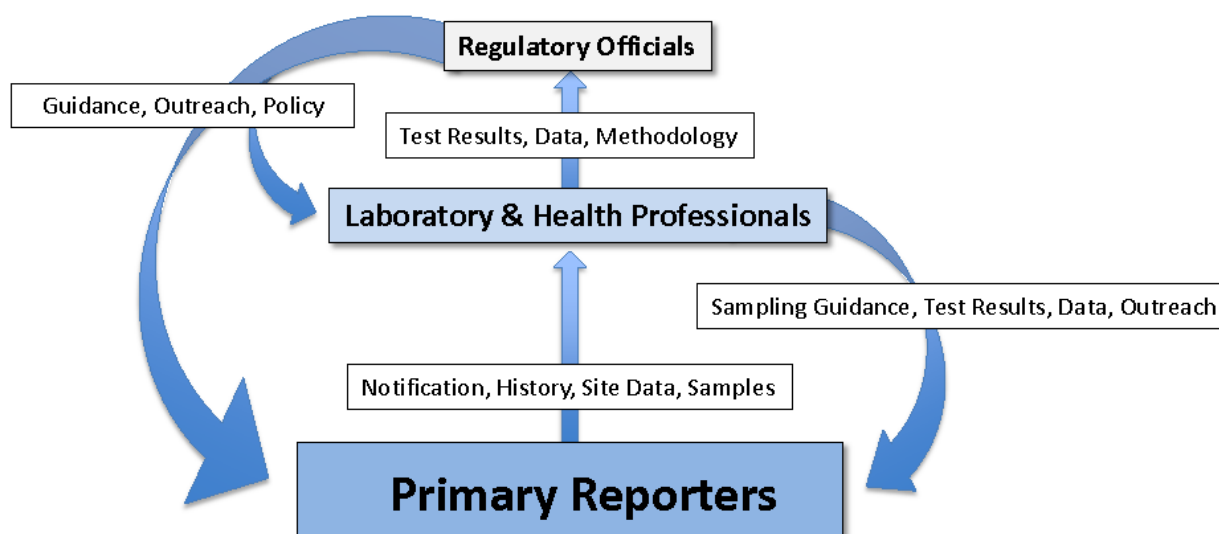 Regulatory Officials
Guidance, Outreach, Policy
Test Results, Data, Methodology
Laboratory & Health Professionals
Sampling Guidance, Test Results, Data, Outreach
Notification, History, Site Data, Samples
Primary Reporters